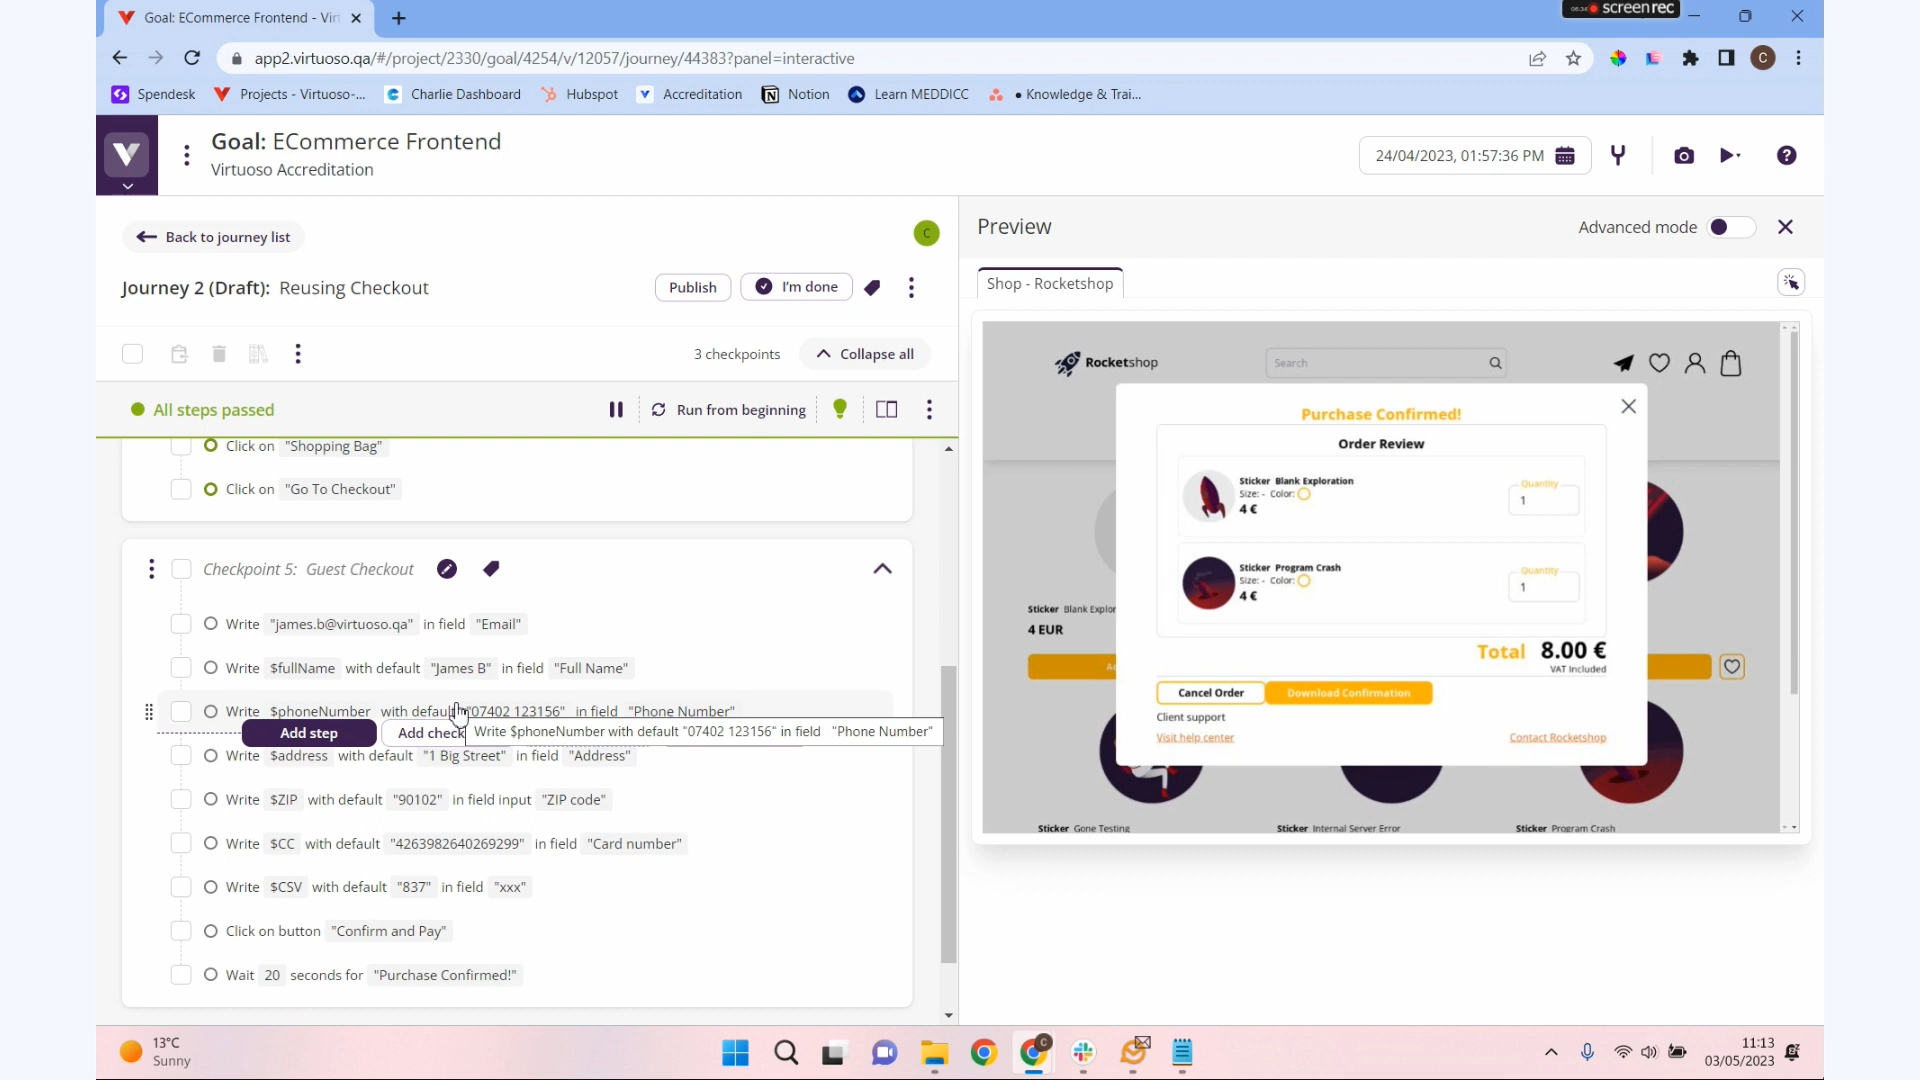 Goal: ECommerce Frontend - Virt
06:34 screenrec
app2.virtuoso.qa/#/project/2330/goal/4254/v/12057/journey/44383?panel=interactive
C
Spendesk
Projects - Virtuoso-...
Charlie Dashboard
Hubspot
Accreditation
Notion
Learn MEDDICC
• Knowledge & Trai...
Goal: ECommerce Frontend
Virtuoso Accreditation
24/04/2023, 01:57:36 PM
Back to journey list
C
Journey 2 (Draft): Reusing Checkout
Publish
I'm done
3 checkpoints
Collapse all
All steps passed
Run from beginning
Click on "Shopping Bag"
Click on "Go To Checkout"
Checkpoint 5: Guest Checkout
Write "james.b@virtuoso.qa" in field "Email"
Write $fullName with default "James B" in field "Full Name"
Write $phoneNumber with default "07402 123156" in field "Phone Number"
Add step
Add check
Write $phoneNumber with default "07402 123156" in field "Phone Number"
Write $address with default "1 Big Street" in field "Address"
Write $ZIP with default "90102" in field input "ZIP code"
Write $CC with default "4263982640269299" in field "Card number"
Write $CSV with default "837" in field "xxx"
Click on button "Confirm and Pay"
Wait 20 seconds for "Purchase Confirmed!"
Preview
Advanced mode
Shop - Rocketshop
Rocketshop
Search
Purchase Confirmed!
Order Review
Sticker Blank Exploration
Size: - Color:
4 €
Quantity
1
Sticker Program Crash
Size: - Color:
4 €
Quantity
1
Total 8.00 €
VAT Included
Cancel Order
Download Confirmation
Client support
Visit help center
Contact Rocketshop
Sticker Blank Explor
4 EUR
Sticker Gone Testing
Sticker Internal Server Error
Sticker Program Crash
13°C
Sunny
C
11:13
03/05/2023